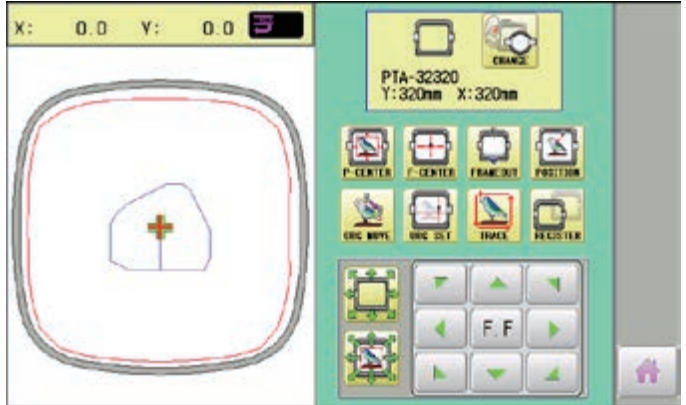 X: 0.0 Y: 0.0
CHANGE
PTA-32320
Y:320mm X:320mm
P-CENTER F-CENTER FRAMEOUT POSITION
ORG MOVE ORG SET TRACE REGISTER
F.F